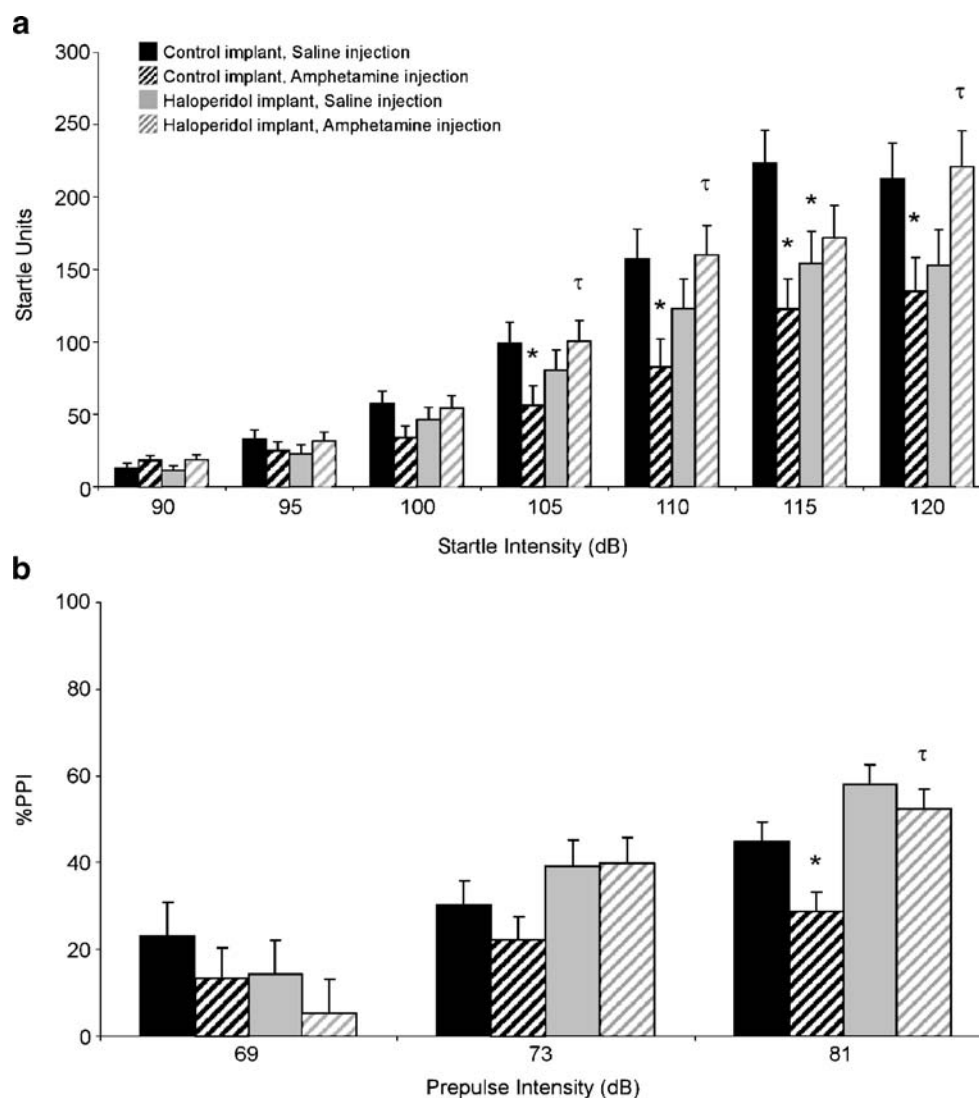 a
300
250
200
150
100
50
0
Startle Units
Control implant, Saline injection
Control implant, Amphetamine injection
Haloperidol implant, Saline injection
Haloperidol implant, Amphetamine injection
* τ
* τ
* *
* τ
90 95 100 105 110 115 120
Startle Intensity (dB)
b
100
80
60
40
20
0
%PPI
* τ
69 73 81
Prepulse Intensity (dB)